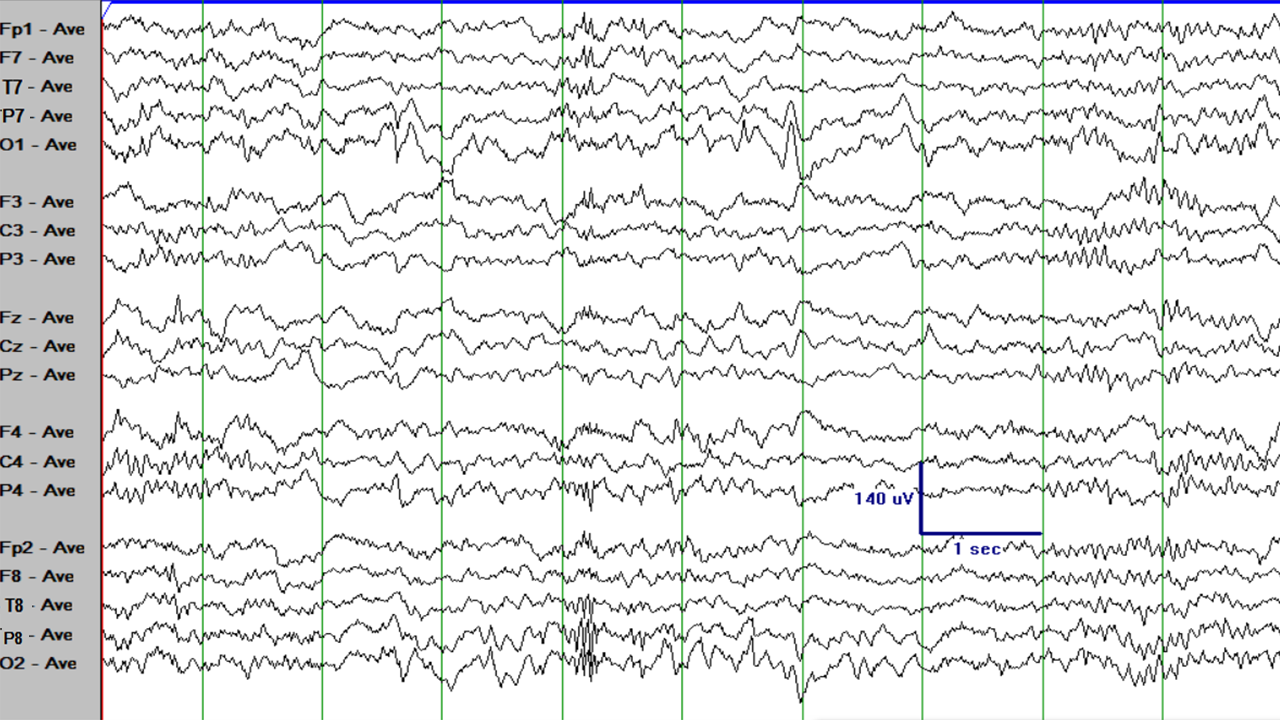 Fp1 - Ave
F7 - Ave
T7 - Ave
P7 - Ave
O1 - Ave
F3 - Ave
C3 - Ave
P3 - Ave
Fz - Ave
Cz - Ave
Pz - Ave
F4 - Ave
C4 - Ave
P4 - Ave
140 uV
Fp2 - Ave
1 sec
F8 - Ave
T8 - Ave
P8 - Ave
O2 - Ave